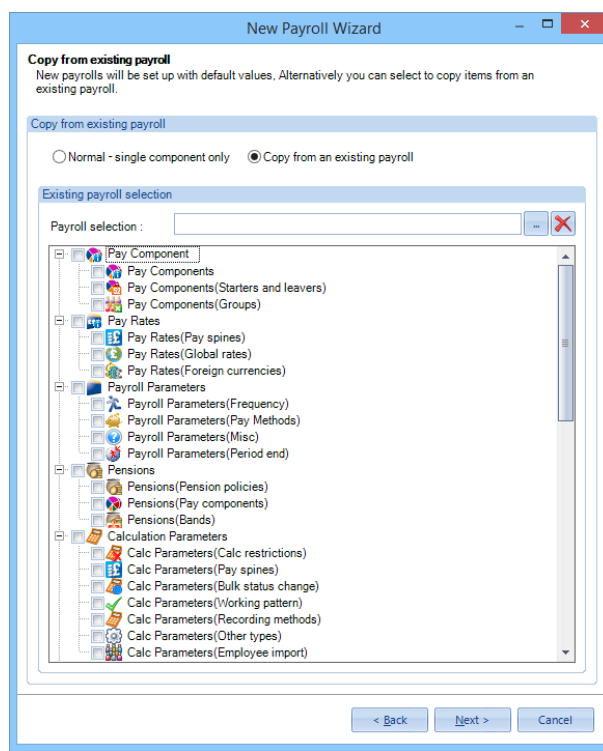 New Payroll Wizard
Copy from existing payroll
New payrolls will be set up with default values, Alternatively you can select to copy items from an
existing payroll.
Copy from existing payroll
Normal - single component only
Copy from an existing payroll
Existing payroll selection
Payroll selection :
...
Pay Component
Pay Components
Pay Components(Starters and leavers)
Pay Components(Groups)
Pay Rates
Pay Rates(Pay spines)
Pay Rates(Global rates)
Pay Rates(Foreign currencies)
Payroll Parameters
Payroll Parameters(Frequency)
Payroll Parameters(Pay Methods)
Payroll Parameters(Misc)
Payroll Parameters(Period end)
Pensions
Pensions(Pension policies)
Pensions(Pay components)
Pensions(Bands)
Calculation Parameters
Calc Parameters(Calc restrictions)
Calc Parameters(Pay spines)
Calc Parameters(Bulk status change)
Calc Parameters(Working pattern)
Calc Parameters(Recording methods)
Calc Parameters(Other types)
Calc Parameters(Employee import)
< Back
Next >
Cancel